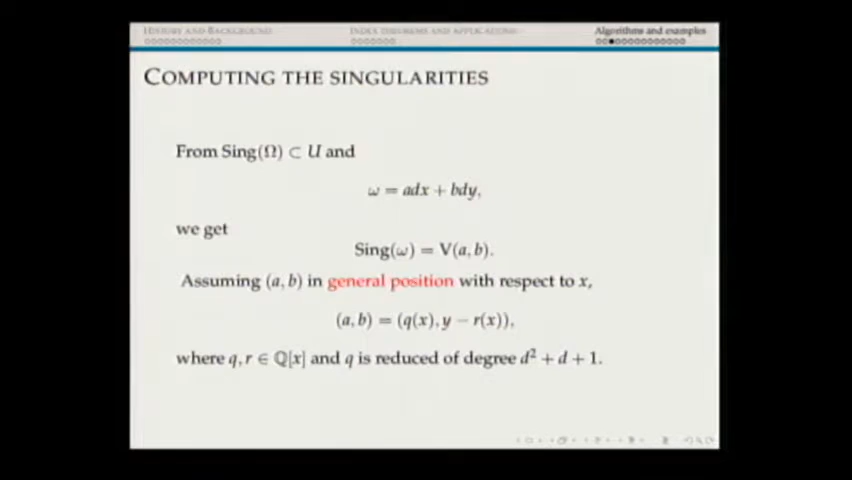 HISTORY AND BACKGROUND INDEX THEOREMS AND APPLICATIONS Algorithms and examples
COMPUTING THE SINGULARITIES
From Sing(Ω) ⊂ U and
ω = adx + bdy,
we get
Sing(ω) = V(a, b).
Assuming (a, b) in general position with respect to x,
(a, b) = (q(x), y − r(x)),
where q, r ∈ ℚ[x] and q is reduced of degree d² + d + 1.